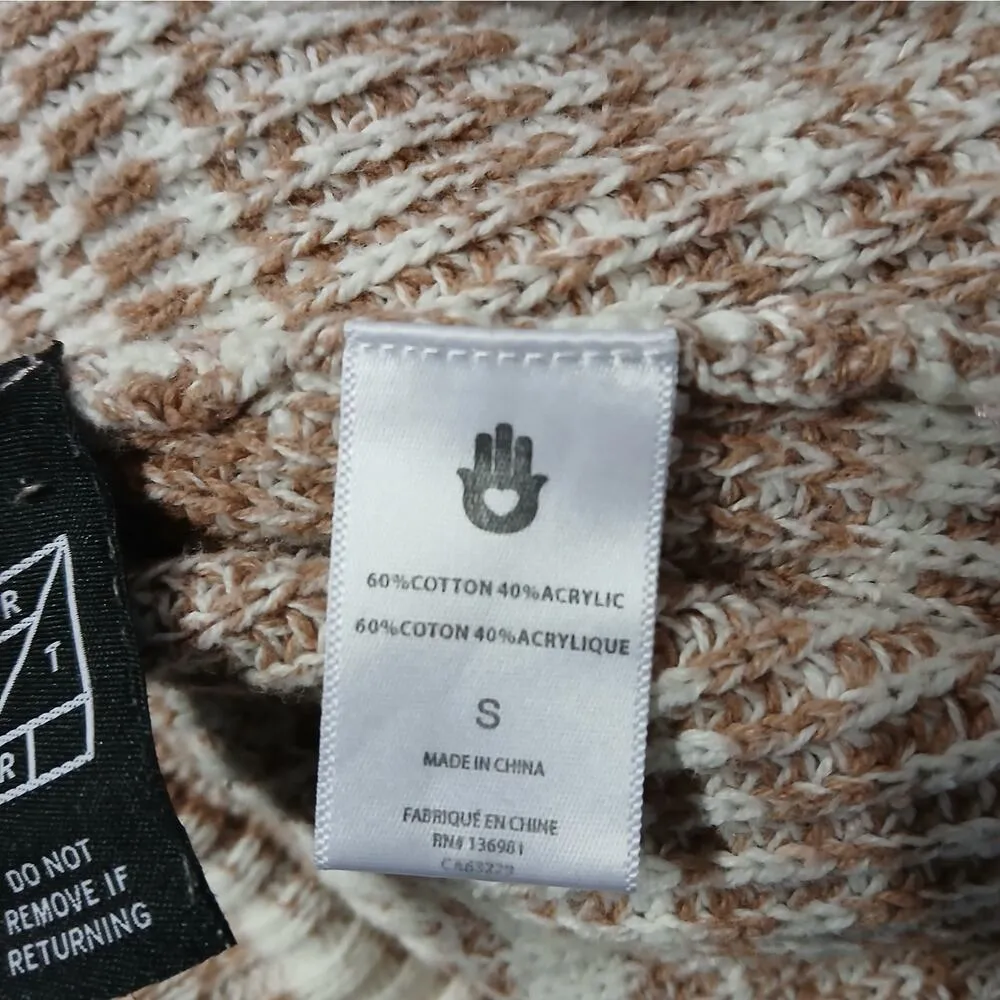 60%COTTON 40%ACRYLIC
60%COTON 40%ACRYLIQUE
S
MADE IN CHINA
FABRIQUÉ EN CHINE
RN# 136981
R
T
R
DO NOT
REMOVE IF
RETURNING